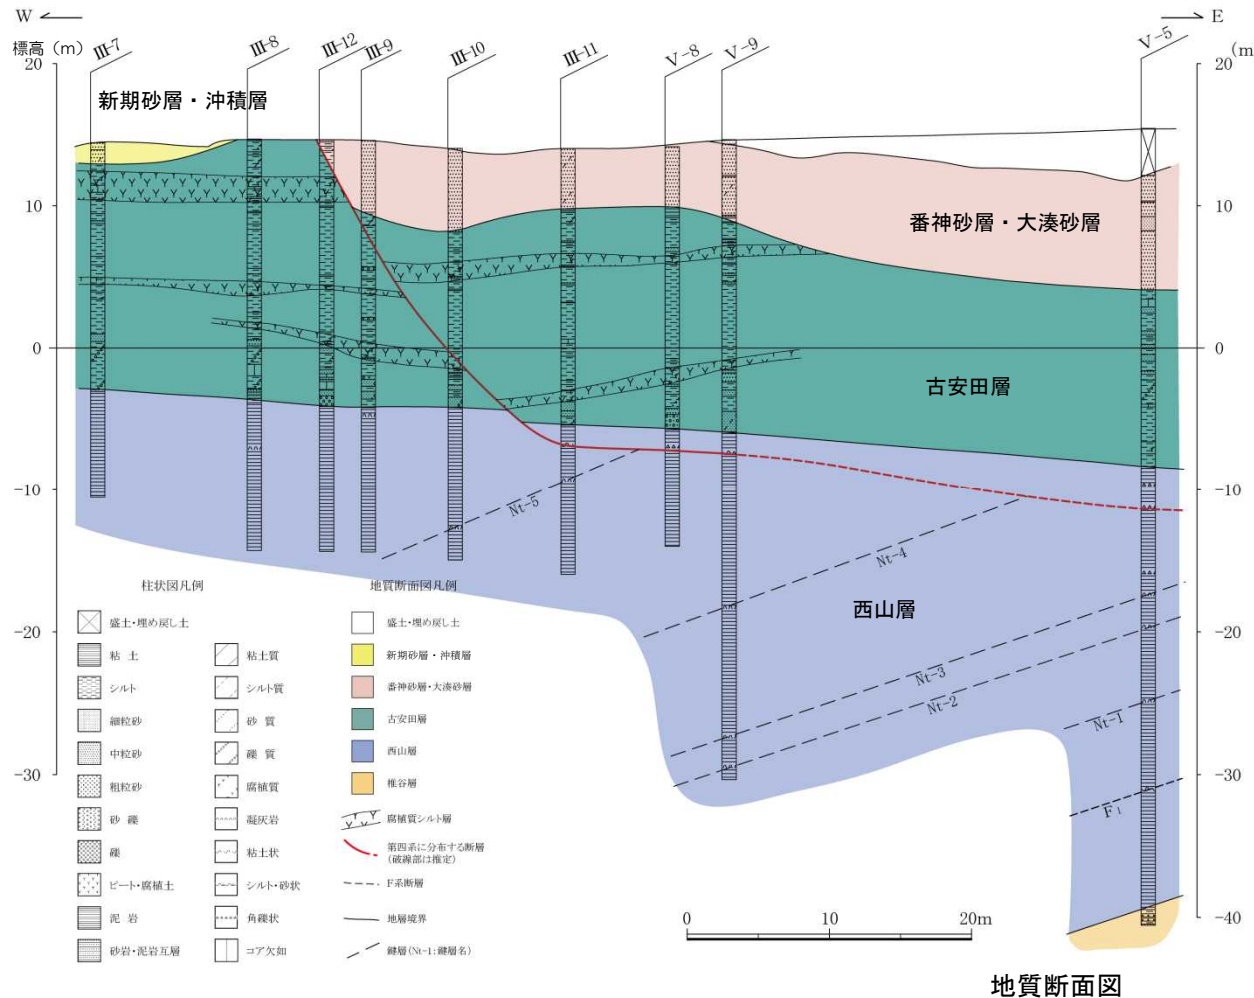 W
E
標高（m）
(m
III-7
III-8
III-12
III-9
III-10
III-11
V-8
V-9
V-5
20
10
0
-10
-20
-30
20
10
0
-10
-20
-30
-40
新期砂層・沖積層
番神砂層・大湊砂層
古安田層
西山層
Nt-5
Nt-4
Nt-3
Nt-2
Nt-1
F1
柱状図凡例
盛土・埋め戻し土
粘 土
シルト
細粒砂
中粒砂
粗粒砂
砂 礫
礫
ピート・腐植土
泥 岩
砂岩・泥岩互層
粘土質
シルト質
砂 質
礫 質
腐植質
凝灰岩
粘土状
シルト・砂状
角礫状
コア欠如
地質断面図凡例
盛土・埋め戻し土
新期砂層・沖積層
番神砂層・大湊砂層
古安田層
西山層
椎谷層
腐植質シルト層
第四系に分布する断層
(破線部は推定)
F系断層
地層境界
鍵層(Nt-1:鍵層名)
0
10
20m
地質断面図